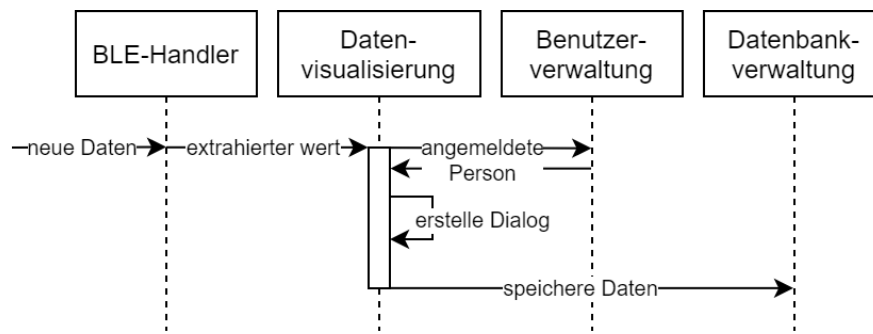 BLE-Handler
Daten-
visualisierung
Benutzer-
verwaltung
Datenbank-
verwaltung
neue Daten
extrahierter wert
angemeldete
Person
erstelle Dialog
speichere Daten